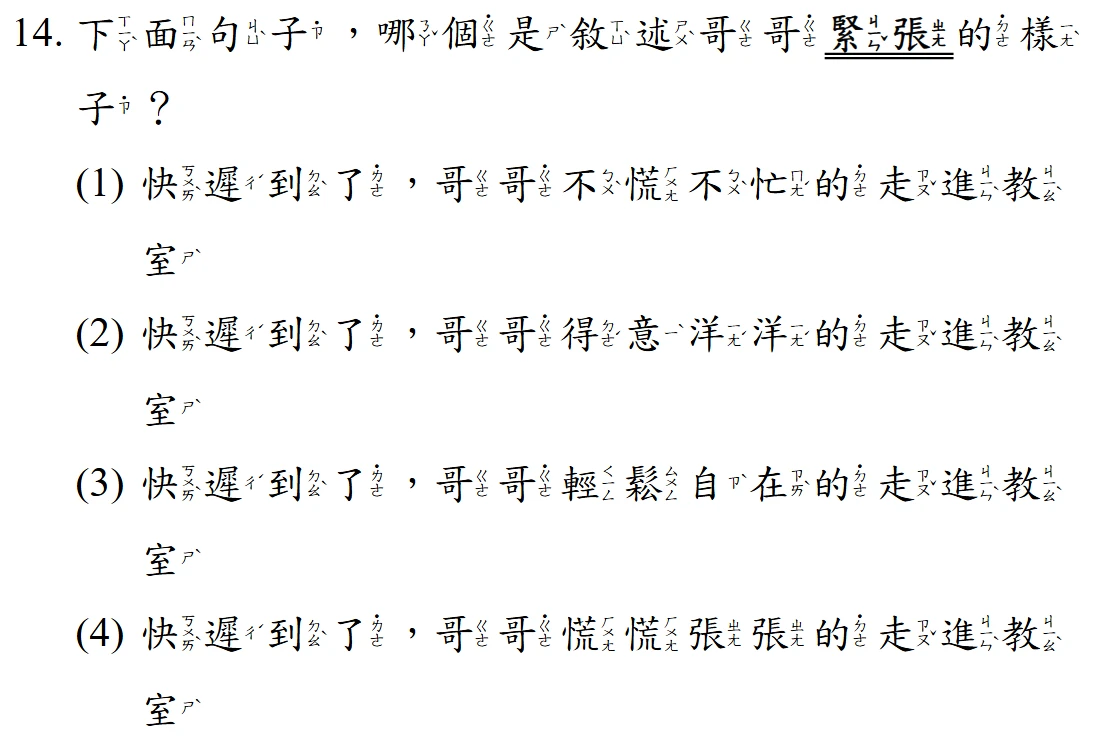 14. 下面句子，哪個是敘述哥哥緊張的樣
子？
(1) 快遲到了，哥哥不慌不忙的走進教
室
(2) 快遲到了，哥哥得意洋洋的走進教
室
(3) 快遲到了，哥哥輕鬆自在的走進教
室
(4) 快遲到了，哥哥慌慌張張的走進教
室